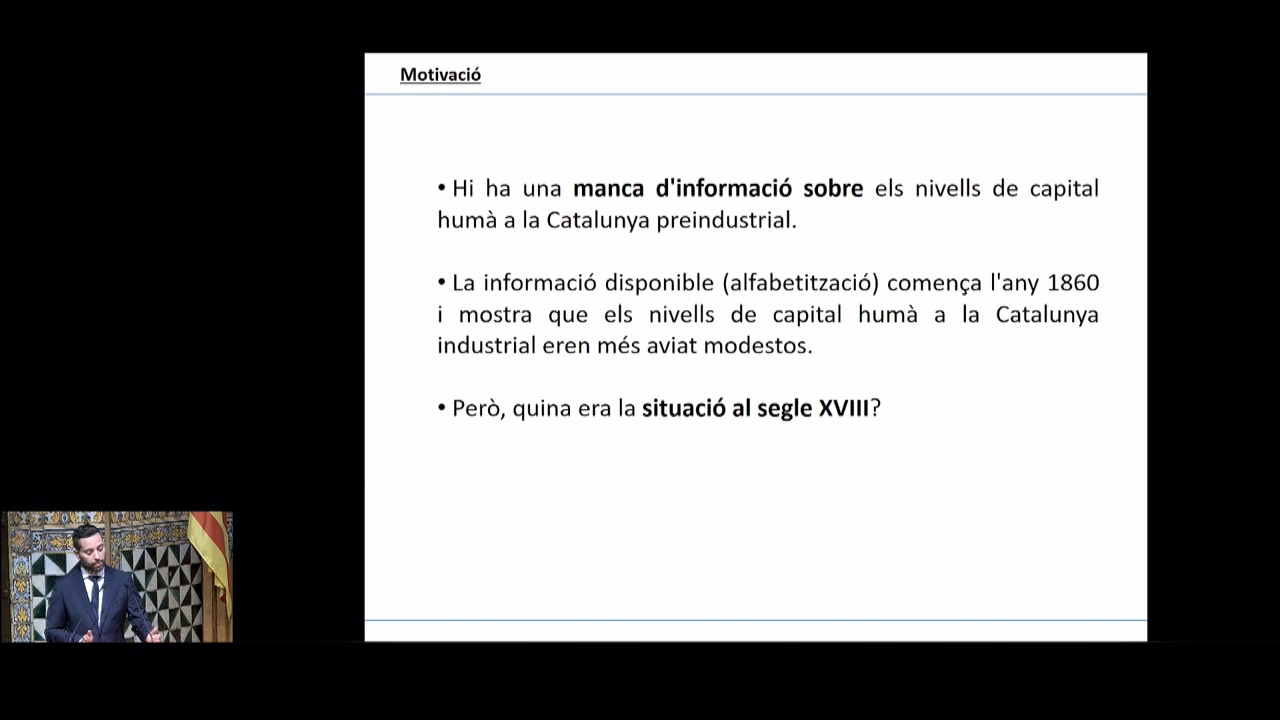 Motivació
• Hi ha una manca d'informació sobre els nivells de capital
humà a la Catalunya preindustrial.
• La informació disponible (alfabetització) comença l'any 1860
i mostra que els nivells de capital humà a la Catalunya
industrial eren més aviat modestos.
• Però, quina era la situació al segle XVIII?